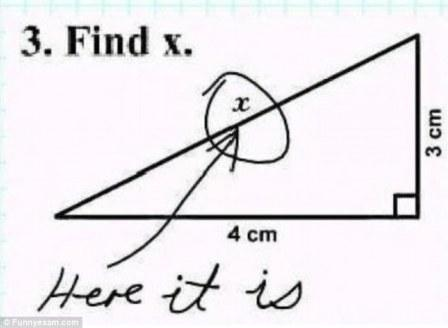 3. Find x.
x
3 cm
4 cm
Here it is
© Funnyexam.com